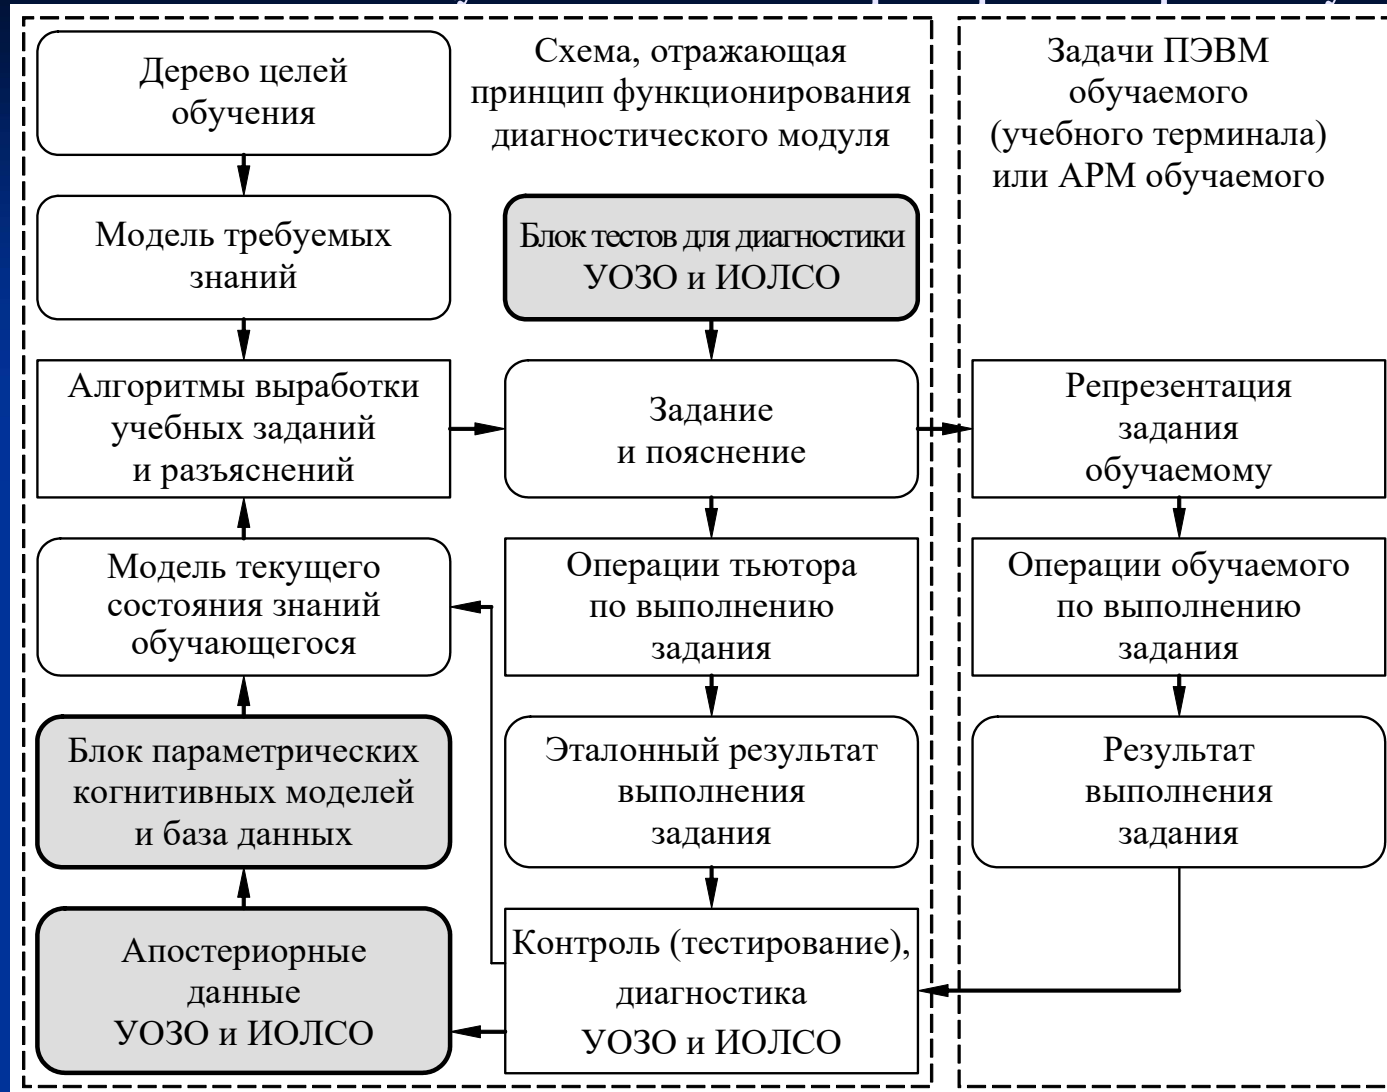 Дерево целей
обучения
Схема, отражающая
принцип функционирования
диагностического модуля
Задачи ПЭВМ
обучаемого
(учебного терминала)
или АРМ обучаемого
Модель требуемых
знаний
Блок тестов для диагностики
УОЗО и ИОЛСО
Алгоритмы выработки
учебных заданий
и разъяснений
Задание
и пояснение
Репрезентация
задания
обучаемому
Модель текущего
состояния знаний
обучающегося
Операции тьютора
по выполнению
задания
Операции обучаемого
по выполнению
задания
Блок параметрических
когнитивных моделей
и база данных
Эталонный результат
выполнения
задания
Результат
выполнения
задания
Апостериорные
данные
УОЗО и ИОЛСО
Контроль (тестирование),
диагностика
УОЗО и ИОЛСО